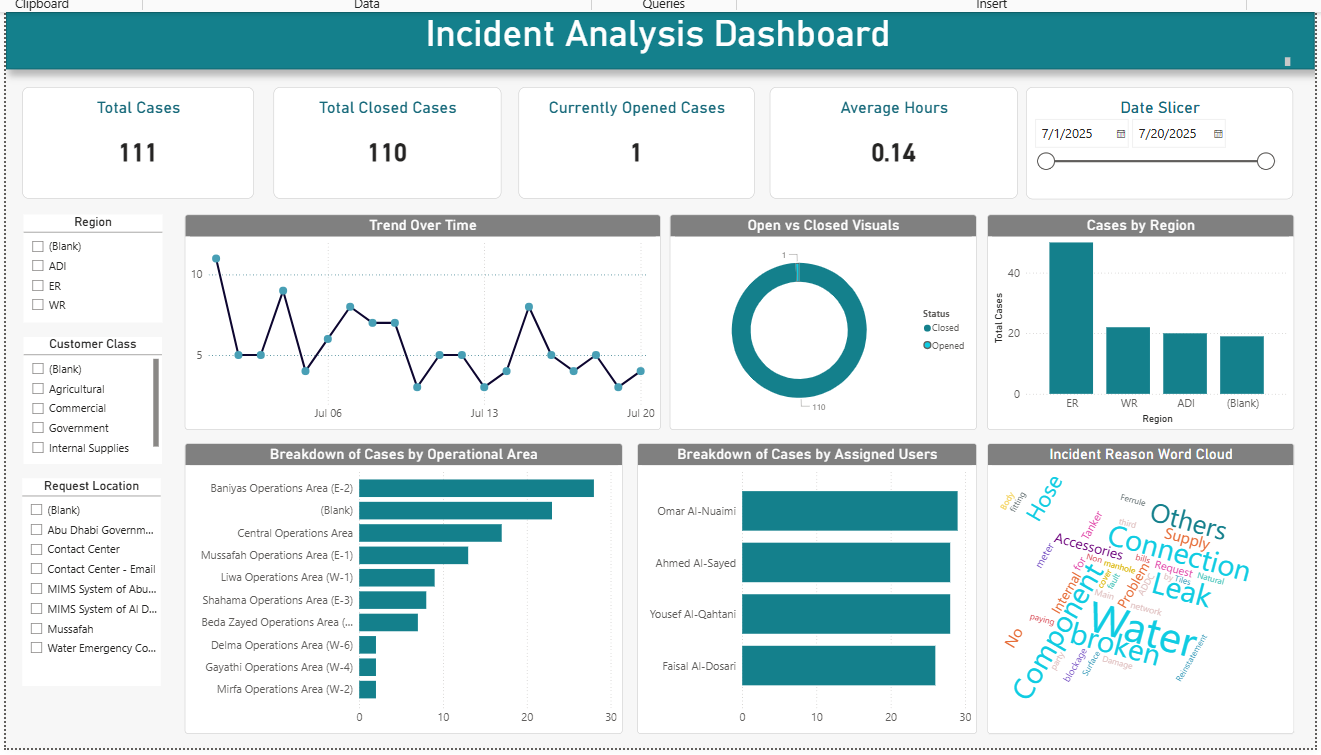 Clipboard
Data
Queries
Insert
Incident Analysis Dashboard
Total Cases
111
Total Closed Cases
110
Currently Opened Cases
1
Average Hours
0.14
Date Slicer
7/1/2025
7/20/2025
Region
(Blank)
ADI
ER
WR
Customer Class
(Blank)
Agricultural
Commercial
Government
Internal Supplies
Request Location
(Blank)
Abu Dhabi Governm...
Contact Center
Contact Center - Email
MIMS System of Abu...
MIMS System of Al D...
Mussafah
Water Emergency Co...
Trend Over Time
10
5
Jul 06
Jul 13
Jul 20
Open vs Closed Visuals
1
110
Status
Closed
Opened
Cases by Region
Total Cases
40
20
0
ER
WR
ADI
(Blank)
Region
Breakdown of Cases by Operational Area
Baniyas Operations Area (E-2)
(Blank)
Central Operations Area
Mussafah Operations Area (E-1)
Liwa Operations Area (W-1)
Shahama Operations Area (E-3)
Beda Zayed Operations Area (...
Delma Operations Area (W-6)
Gayathi Operations Area (W-4)
Mirfa Operations Area (W-2)
0
10
20
30
Breakdown of Cases by Assigned Users
Omar Al-Nuaimi
Ahmed Al-Sayed
Yousef Al-Qahtani
Faisal Al-Dosari
0
10
20
30
Incident Reason Word Cloud
Body
fitting
Hose
Ferrule
Tanker
third
Others
Supply
meter
Accessories
Connection
Non
manhole
bills
Request
for
cover
fault
Problem
ADDC
by
Tiles
Natural
Internal
Main
Leak
network
Component
Water
broken
No
paying
party
blockage
Surface
Damage
Reinstatement